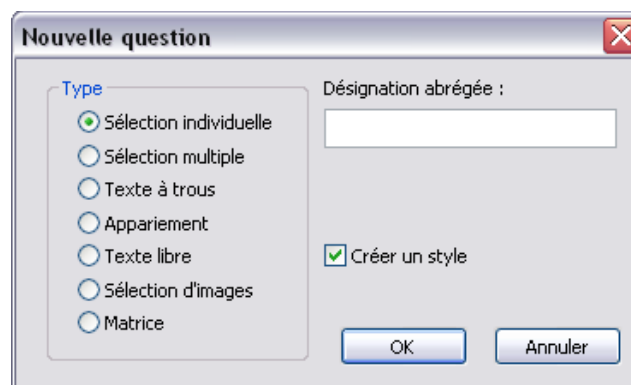 Nouvelle question
Type
Sélection individuelle
Sélection multiple
Texte à trous
Appariement
Texte libre
Sélection d'images
Matrice
Désignation abrégée :
Créer un style
OK
Annuler